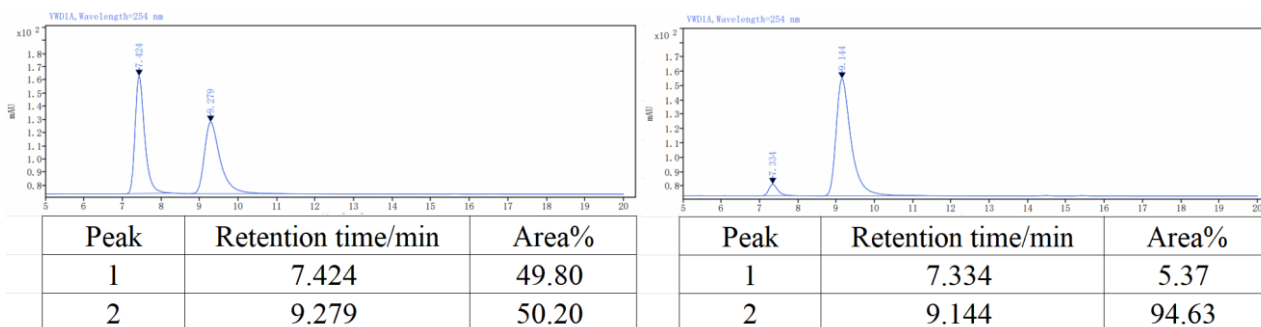 VWD1A,Wavelength=254 nm
x10 2
1.8
1.7
1.6
1.5
1.4
1.3
1.2
1.1
1.0
0.9
0.8
mAU
7.424
9.279
5 6 7 8 9 10 11 12 13 14 15 16 17 18 19 20
Peak Retention time/min Area%
1 7.424 49.80
2 9.279 50.20
VWD1A,Wavelength=254 nm
x10 2
1.7
1.6
1.5
1.4
1.3
1.2
1.1
1.0
0.9
0.8
mAU
7.334
9.144
5 6 7 8 9 10 11 12 13 14 15 16 17 18 19 20
Peak Retention time/min Area%
1 7.334 5.37
2 9.144 94.63